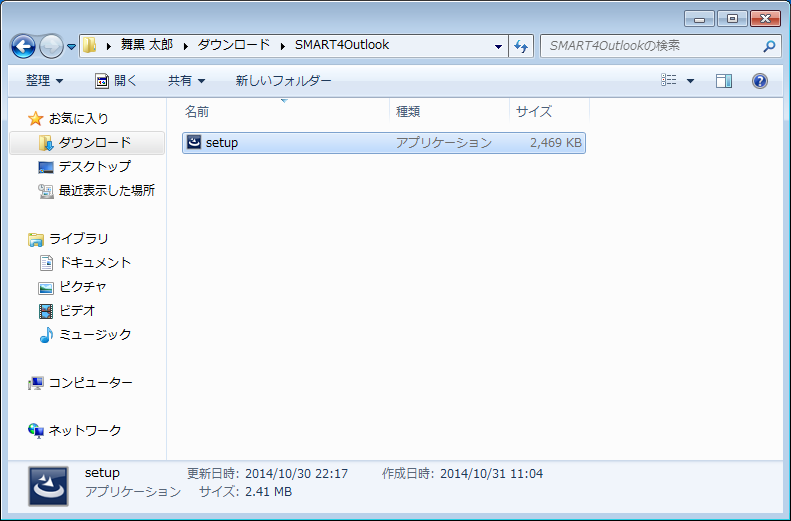 舞黒 太郎 ダウンロード SMART4Outlook SMART4Outlookの検索
整理 開く 共有 新しいフォルダー
お気に入り
ダウンロード
デスクトップ
最近表示した場所
ライブラリ
ドキュメント
ピクチャ
ビデオ
ミュージック
コンピューター
ネットワーク
名前 種類 サイズ
setup アプリケーション 2,469 KB
setup 更新日時: 2014/10/30 22:17 作成日時: 2014/10/31 11:04
アプリケーション サイズ: 2.41 MB